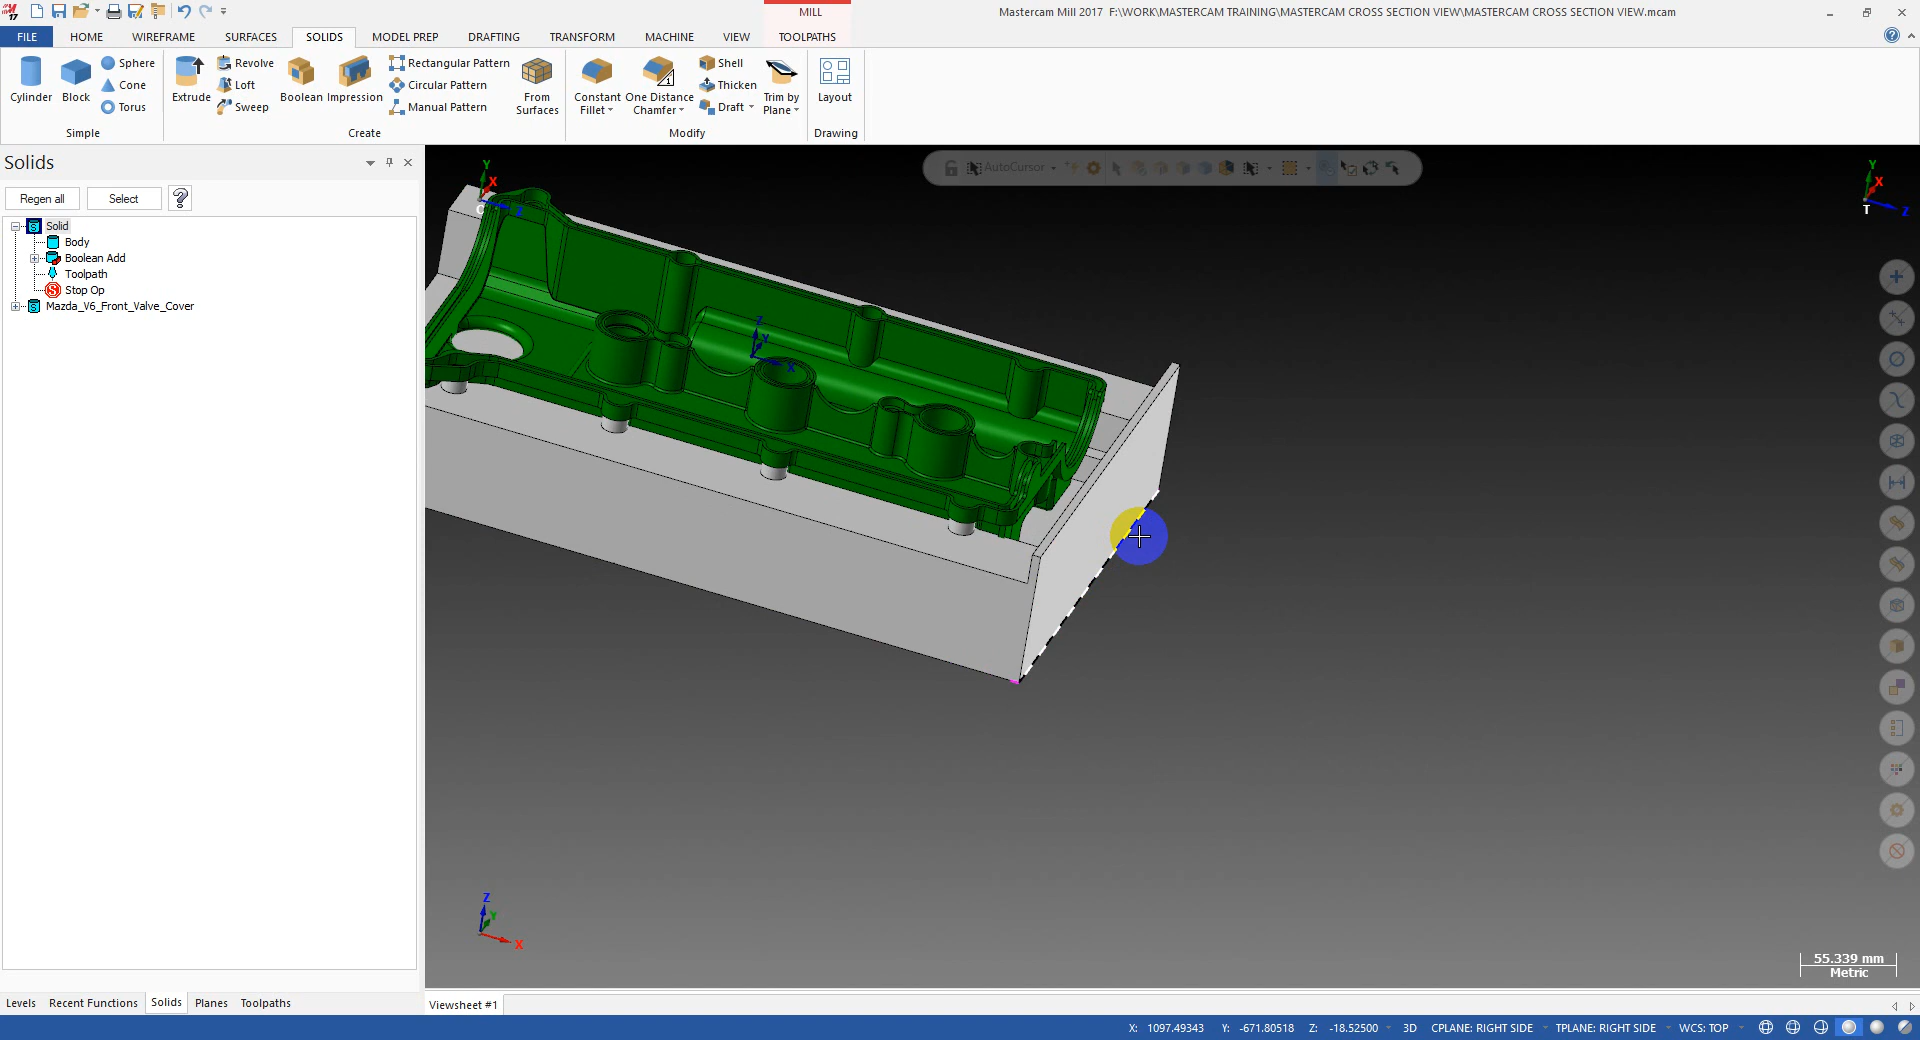 17
MILL
Mastercam Mill 2017  F:\WORK\MASTERCAM TRAINING\MASTERCAM CROSS SECTION VIEW\MASTERCAM CROSS SECTION VIEW.mcam
FILE HOME WIREFRAME SURFACES SOLIDS MODEL PREP DRAFTING TRANSFORM MACHINE VIEW TOOLPATHS
Cylinder
Block
Sphere
Cone
Torus
Simple
Extrude
Revolve
Loft
Sweep
Boolean
Impression
Rectangular Pattern
Circular Pattern
Manual Pattern
From
Surfaces
Create
Constant
Fillet
One Distance
Chamfer
Shell
Thicken
Draft
Trim by
Plane
Modify
Layout
Drawing
Solids
Regen all
Select
Solid
Body
Boolean Add
Toolpath
Stop Op
Mazda_V6_Front_Valve_Cover
AutoCursor
Y
X
Z
C
Y
X
Z
T
Z
Y
X
Z
Y
X
55.339 mm
Metric
Levels Recent Functions Solids Planes Toolpaths
Viewsheet #1
X: 1097.49343 Y: -671.80518 Z: -18.52500 3D CPLANE: RIGHT SIDE TPLANE: RIGHT SIDE WCS: TOP